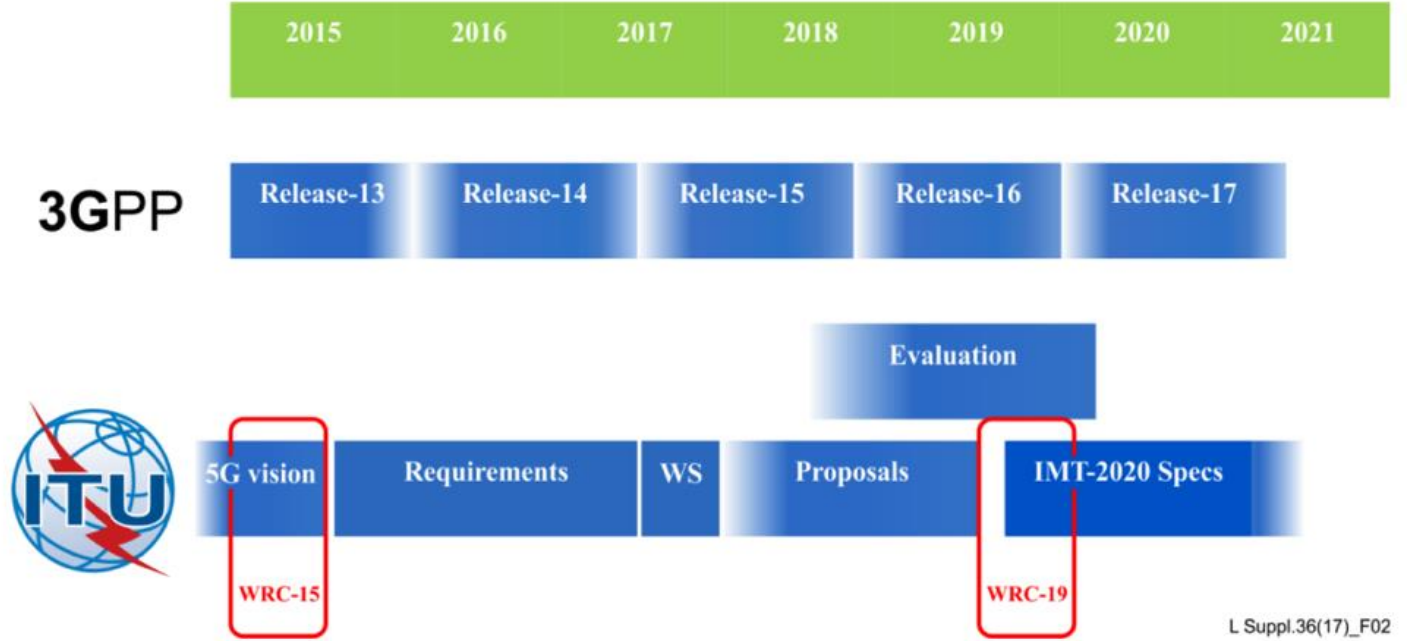 2015 2016 2017 2018 2019 2020 2021
3GPP
Release-13 Release-14 Release-15 Release-16 Release-17
Evaluation
ITU
5G vision Requirements WS Proposals IMT-2020 Specs
WRC-15 WRC-19
L Suppl.36(17)_F02